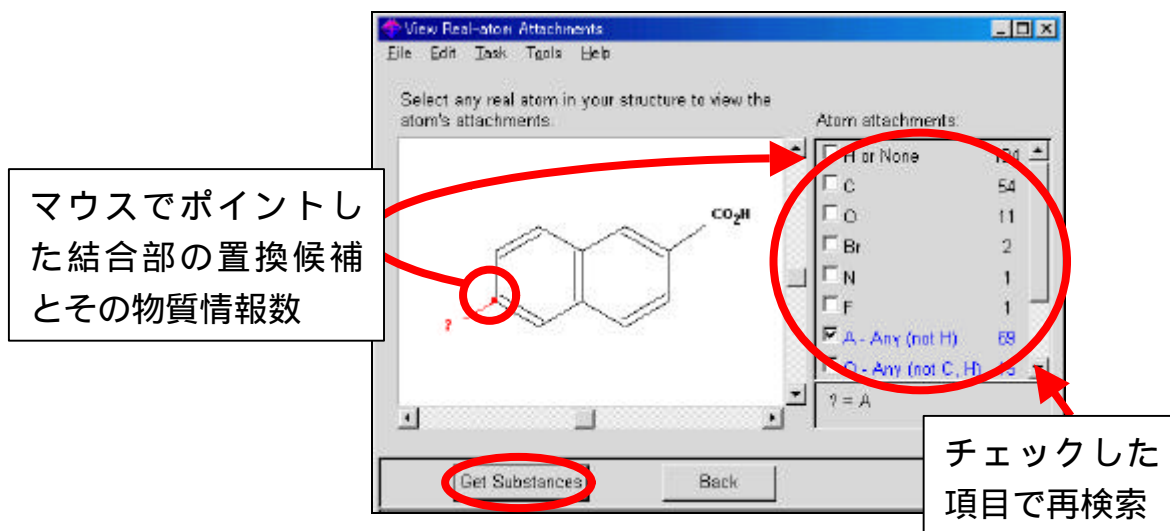 View Real-atom Attachments
File Edit Task Tools Help
Select any real atom in your structure to view the
atom's attachments.
Atom attachments:
H or None
C 54
O 11
Br 2
N 1
F 1
A - Any (not H) 69
Q - Any (not C, H) 15
? = A
CO2H
?
マウスでポイントし
た結合部の置換候補
とその物質情報数
Get Substances
Back
チェックした
項目で再検索